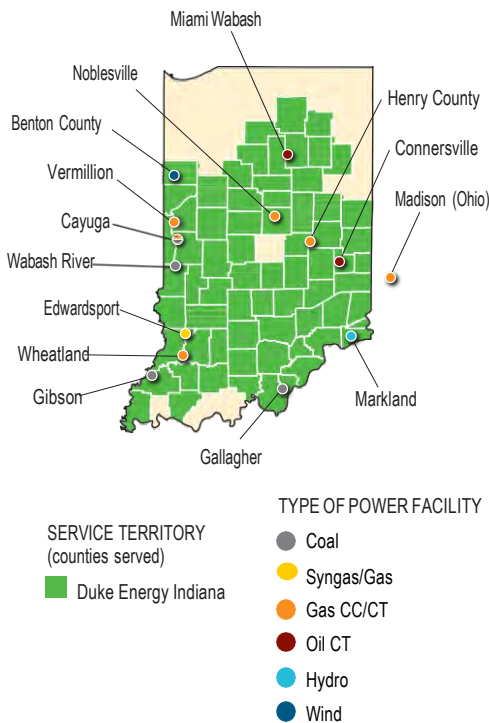 Miami Wabash
Noblesville
Henry County
Benton County
Connersville
Vermillion
Madison (Ohio)
Cayuga
Wabash River
Edwardsport
Wheatland
Gibson
Markland
Gallagher
TYPE OF POWER FACILITY
SERVICE TERRITORY
(counties served)
Duke Energy Indiana
Coal
Syngas/Gas
Gas CC/CT
Oil CT
Hydro
Wind